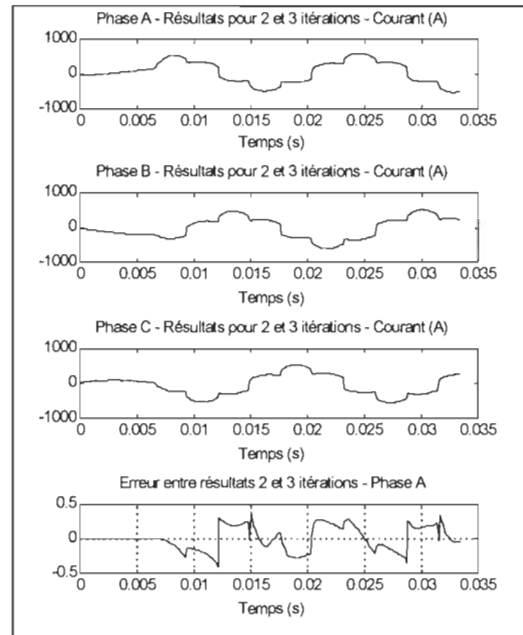 Phase A - Résultats pour 2 et 3 itérations - Courant (A)
1000
0
-1000
0 0.005 0.01 0.015 0.02 0.025 0.03 0.035
Temps (s)
Phase B - Résultats pour 2 et 3 itérations - Courant (A)
1000
0
-1000
0 0.005 0.01 0.015 0.02 0.025 0.03 0.035
Temps (s)
Phase C - Résultats pour 2 et 3 itérations - Courant (A)
1000
0
1000
0 0.005 0.01 0.015 0.02 0.025 0.03 0.035
Temps (s)
Erreur entre résultats 2 et 3 itérations - Phase A
0.5
0
-0.5
0 0.005 0.01 0.015 0.02 0.025 0.03 0.035
Temps (s)